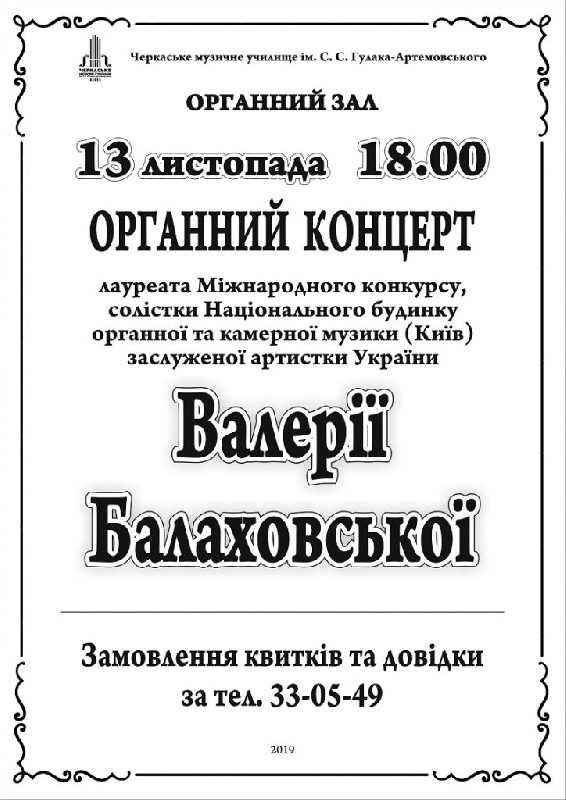 Черкаське музичне училище ім. С. С. Гулака-Артемовського
ЧЕРКАСЬКЕ
ОРГАННИЙ ЗАЛ
13 листопада 18.00
ОРГАННИЙ КОНЦЕРТ
лауреата Міжнародного конкурсу,
солістки Національного будинку
органної та камерної музики (Київ)
заслуженої артистки України
Валерії
Балаховської
Замовлення квитків та довідки
за тел. 33-05-49
2019